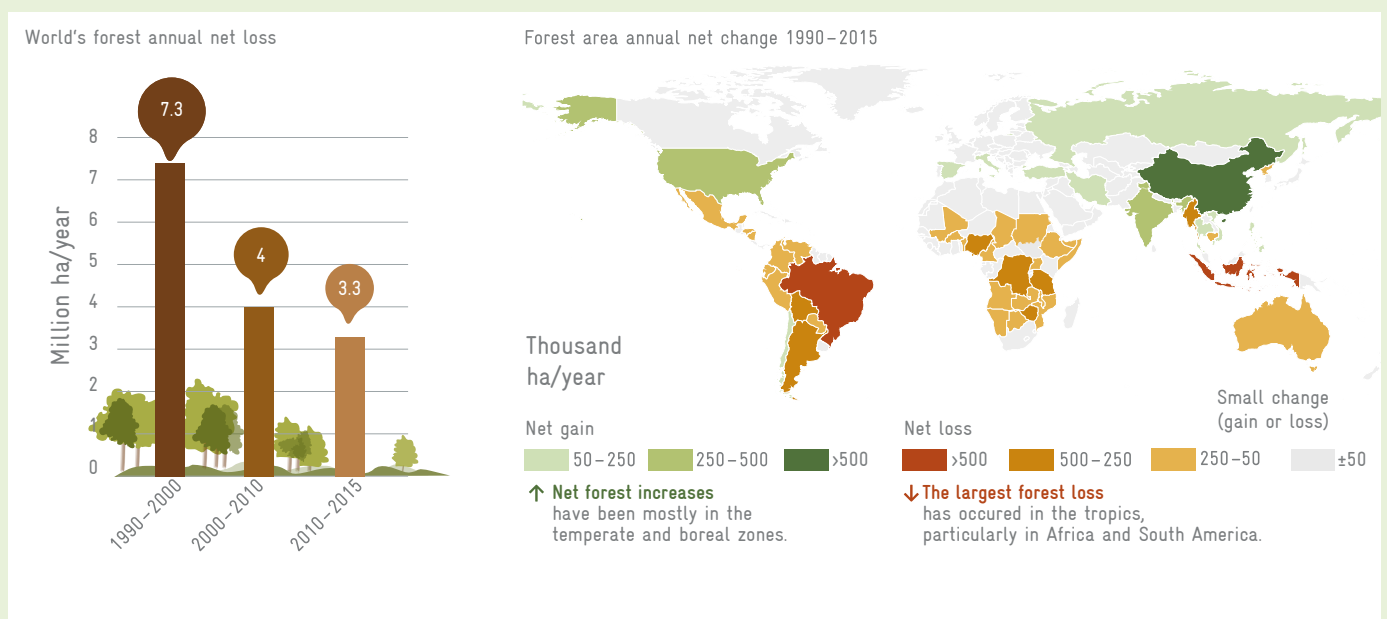 World's forest annual net loss
Million ha/year
8
7
6
5
4
3
2
1
0
7.3
4
3.3
1990–2000
2000–2010
2010–2015
Forest area annual net change 1990–2015
Thousand
ha/year
Net gain
50–250
250–500
>500
Net forest increases
have been mostly in the
temperate and boreal zones.
Net loss
>500
500–250
250–50
Small change
(gain or loss)
±50
The largest forest loss
has occured in the tropics,
particularly in Africa and South America.